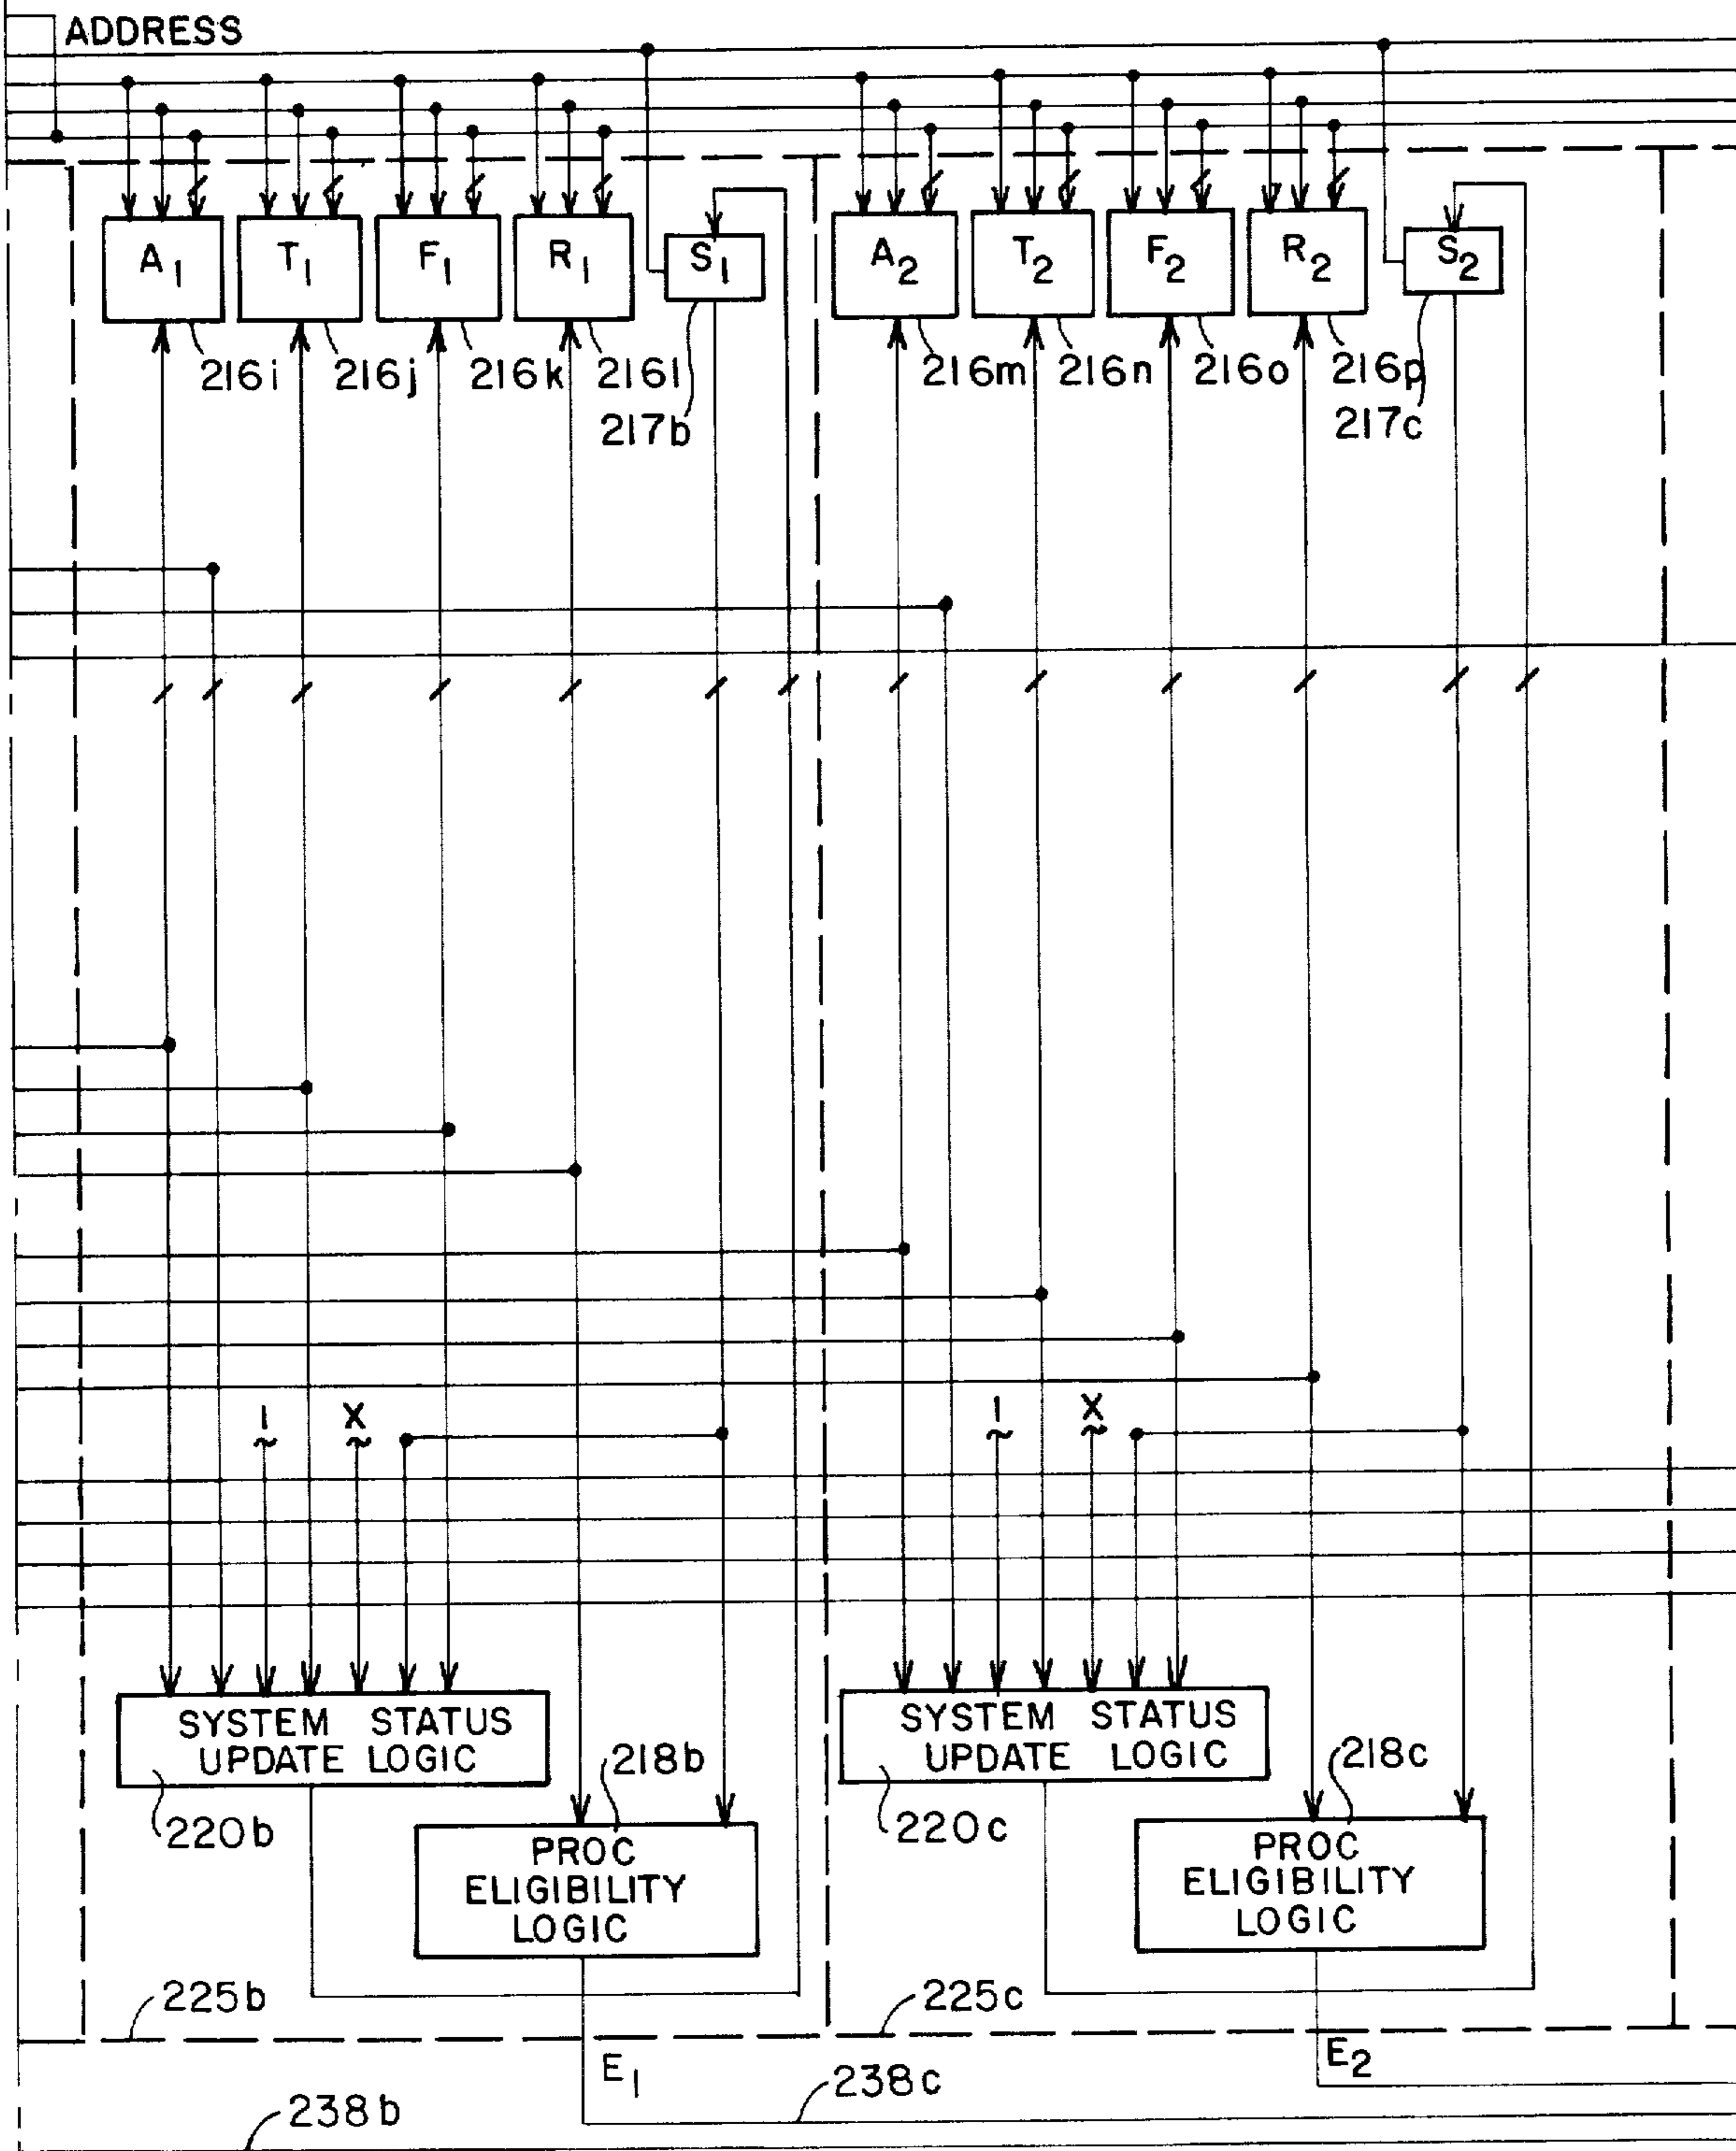 ADDRESS
A1 T1 F1 R1 S1 A2 T2 F2 R2 S2
216i 216j 216k 216l 216m 216n 216o 216p
217b 217c
1 X 1 X
SYSTEM STATUS
UPDATE LOGIC
SYSTEM STATUS
UPDATE LOGIC
218b 218c
220b 220c
PROC
ELIGIBILITY
LOGIC
PROC
ELIGIBILITY
LOGIC
225b 225c
E1 E2
238c
238b